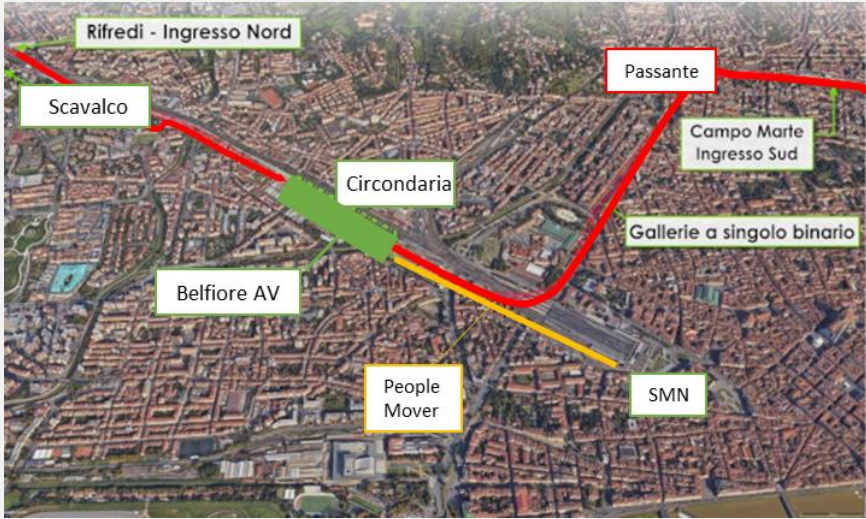 Rifredi - Ingresso Nord
Passante
Scavalco
Campo Marte
Ingresso Sud
Circondaria
Gallerie a singolo binario
Belfiore AV
People
Mover
SMN